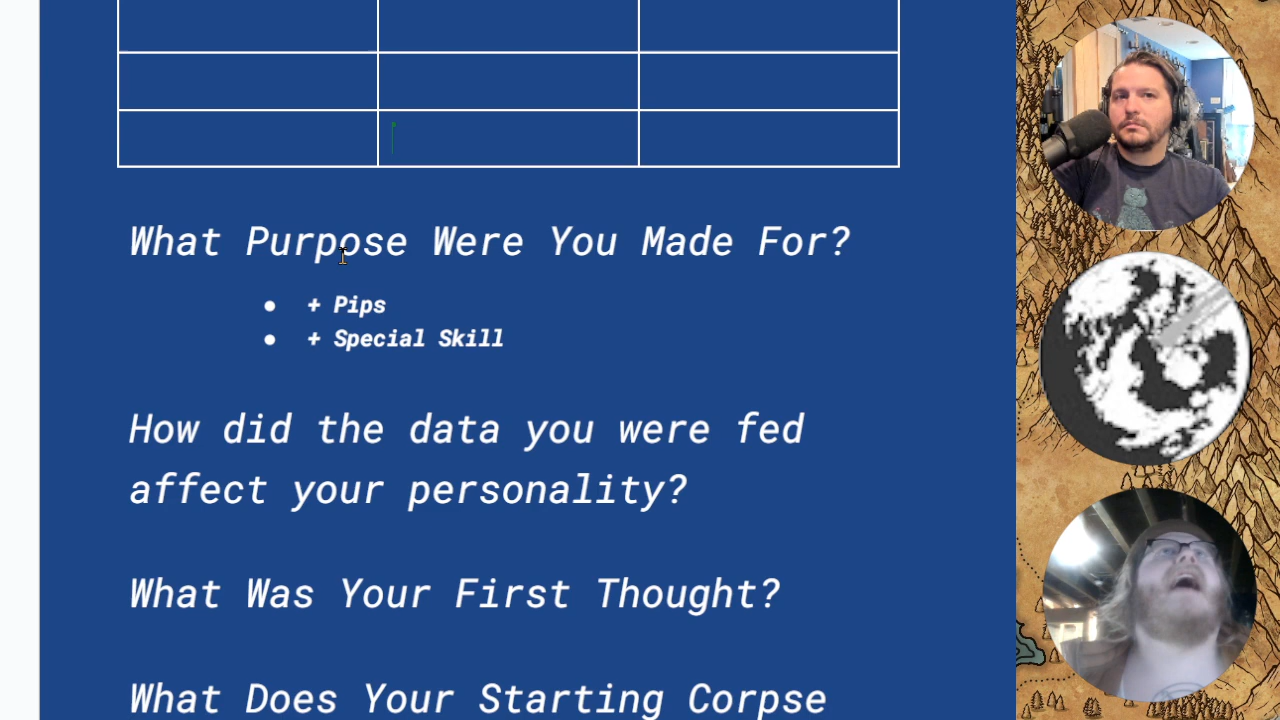 What Purpose Were You Made For?
+ Pips
+ Special Skill
How did the data you were fed
affect your personality?
What Was Your First Thought?
What Does Your Starting Corpse